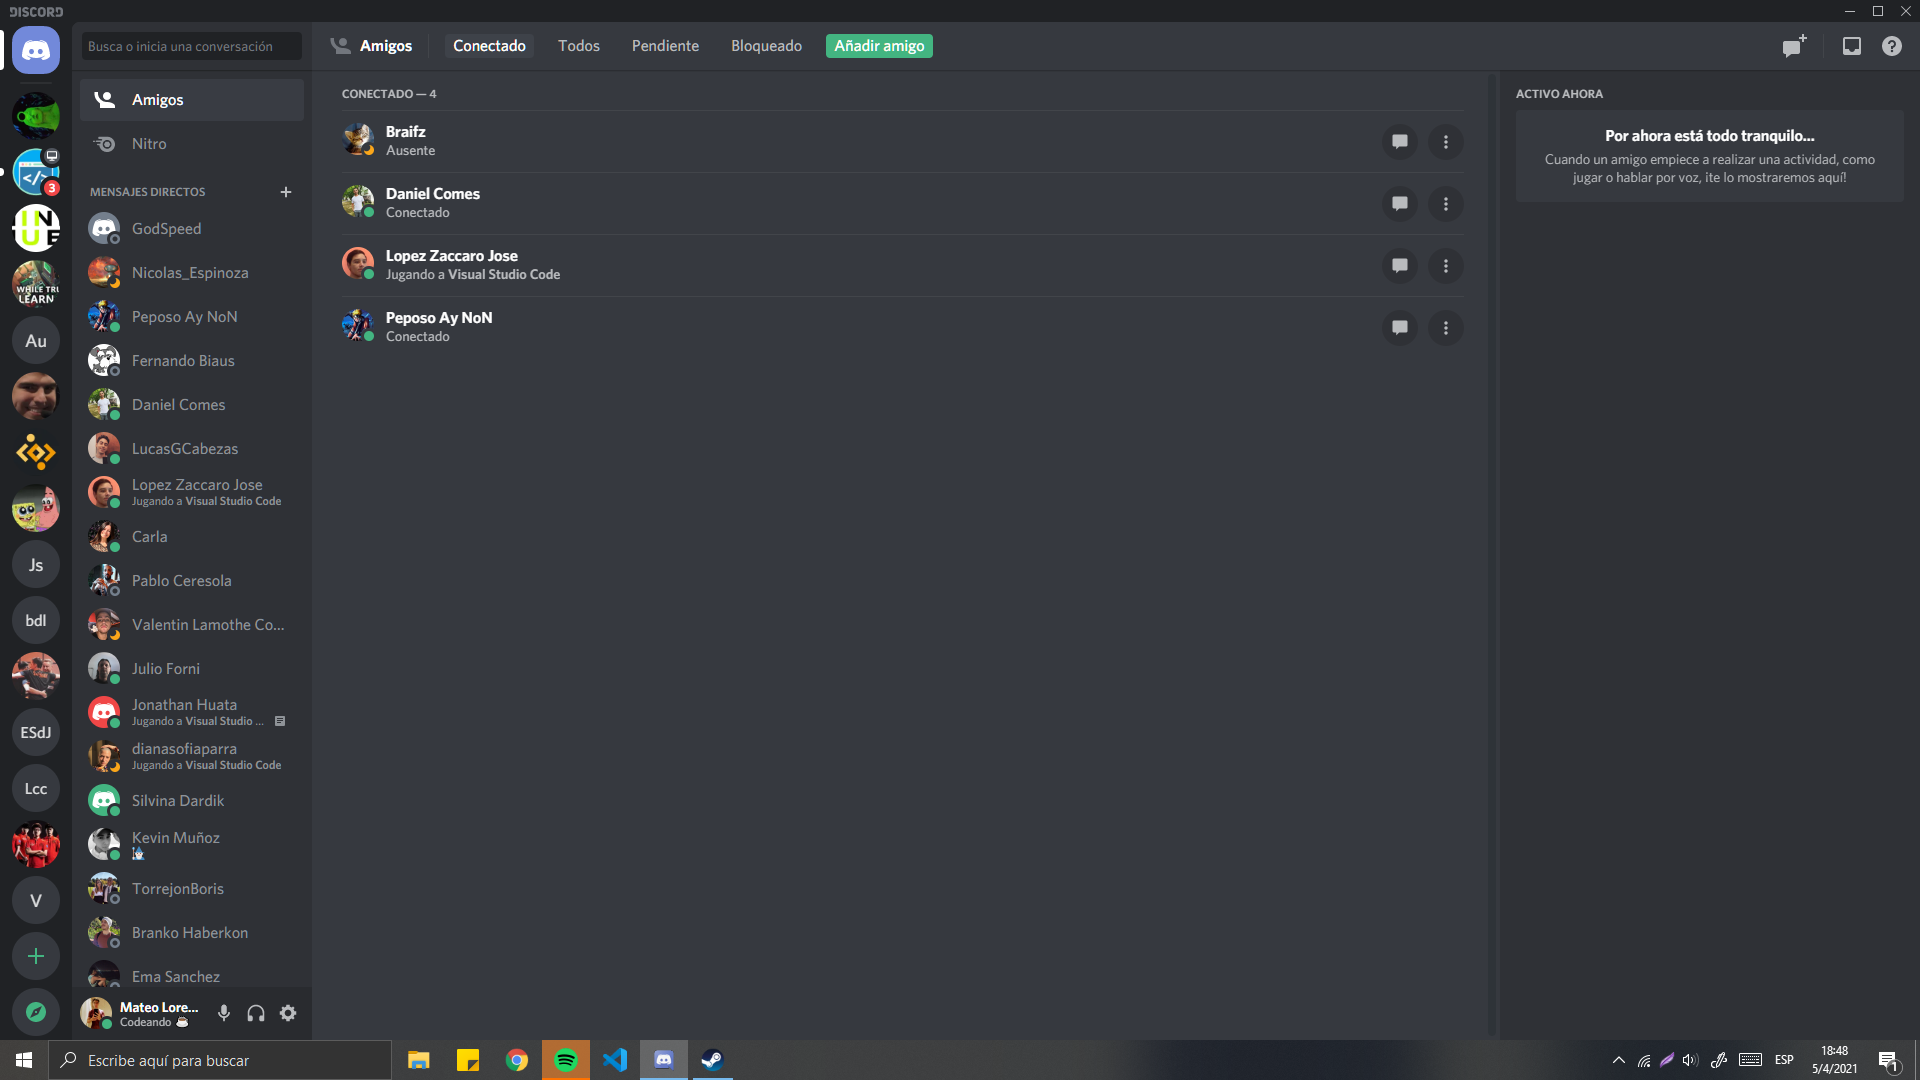 DISCORD
Busca o inicia una conversación
Amigos
Conectado
Todos
Pendiente
Bloqueado
Añadir amigo
Amigos
Nitro
MENSAJES DIRECTOS
GodSpeed
Nicolas_Espinoza
Peposo Ay NoN
Fernando Biaus
Daniel Comes
LucasGCabezas
Lopez Zaccaro Jose
Jugando a Visual Studio Code
Carla
Pablo Ceresola
Valentin Lamothe Co...
Julio Forni
Jonathan Huata
Jugando a Visual Studio ...
dianasofiaparra
Jugando a Visual Studio Code
Silvina Dardik
Kevin Muñoz
TorrejonBoris
Branko Haberkon
Ema Sanchez
Mateo Lore...
Codeando
3
IN
UE
WHILE TRU
LEARN
Au
Js
bdl
ESdJ
Lcc
V
CONECTADO — 4
Braifz
Ausente
Daniel Comes
Conectado
Lopez Zaccaro Jose
Jugando a Visual Studio Code
Peposo Ay NoN
Conectado
ACTIVO AHORA
Por ahora está todo tranquilo...
Cuando un amigo empiece a realizar una actividad, como
jugar o hablar por voz, ¡te lo mostraremos aquí!
Escribe aquí para buscar
ESP
18:48
5/4/2021
1